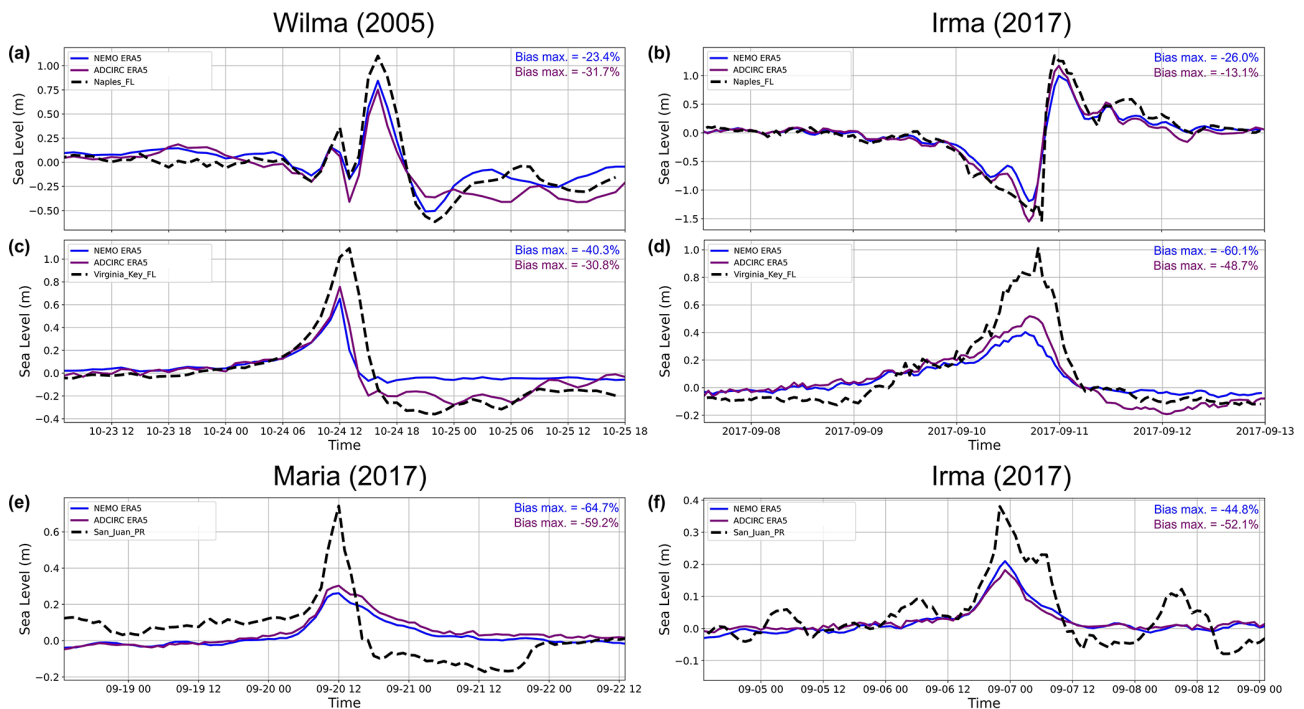 Wilma (2005)
Irma (2017)
(a)
NEMO ERA5
ADCIRC ERA5
Naples_FL
Bias max. = -23.4%
Bias max. = -31.7%
Sea Level (m)
1.00
0.75
0.50
0.25
0.00
−0.25
−0.50
(b)
NEMO ERA5
ADCIRC ERA5
Naples_FL
Bias max. = -26.0%
Bias max. = -13.1%
Sea Level (m)
1.0
0.5
0.0
−0.5
−1.0
−1.5
(c)
NEMO ERA5
ADCIRC ERA5
Virginia_Key_FL
Bias max. = -40.3%
Bias max. = -30.8%
Sea Level (m)
1.0
0.8
0.6
0.4
0.2
0.0
−0.2
−0.4
10-23 12 10-23 18 10-24 00 10-24 06 10-24 12 10-24 18 10-25 00 10-25 06 10-25 12 10-25 18
Time
(d)
NEMO ERA5
ADCIRC ERA5
Virginia_Key_FL
Bias max. = -60.1%
Bias max. = -48.7%
Sea Level (m)
1.0
0.8
0.6
0.4
0.2
0.0
−0.2
2017-09-08 2017-09-09 2017-09-10 2017-09-11 2017-09-12 2017-09-13
Time
Maria (2017)
Irma (2017)
(e)
NEMO ERA5
ADCIRC ERA5
San_Juan_PR
Bias max. = -64.7%
Bias max. = -59.2%
Sea Level (m)
0.6
0.4
0.2
0.0
−0.2
09-19 00 09-19 12 09-20 00 09-20 12 09-21 00 09-21 12 09-22 00 09-22 12
Time
(f)
NEMO ERA5
ADCIRC ERA5
San_Juan_PR
Bias max. = -44.8%
Bias max. = -52.1%
Sea Level (m)
0.4
0.3
0.2
0.1
0.0
−0.1
09-05 00 09-05 12 09-06 00 09-06 12 09-07 00 09-07 12 09-08 00 09-08 12 09-09 00
Time